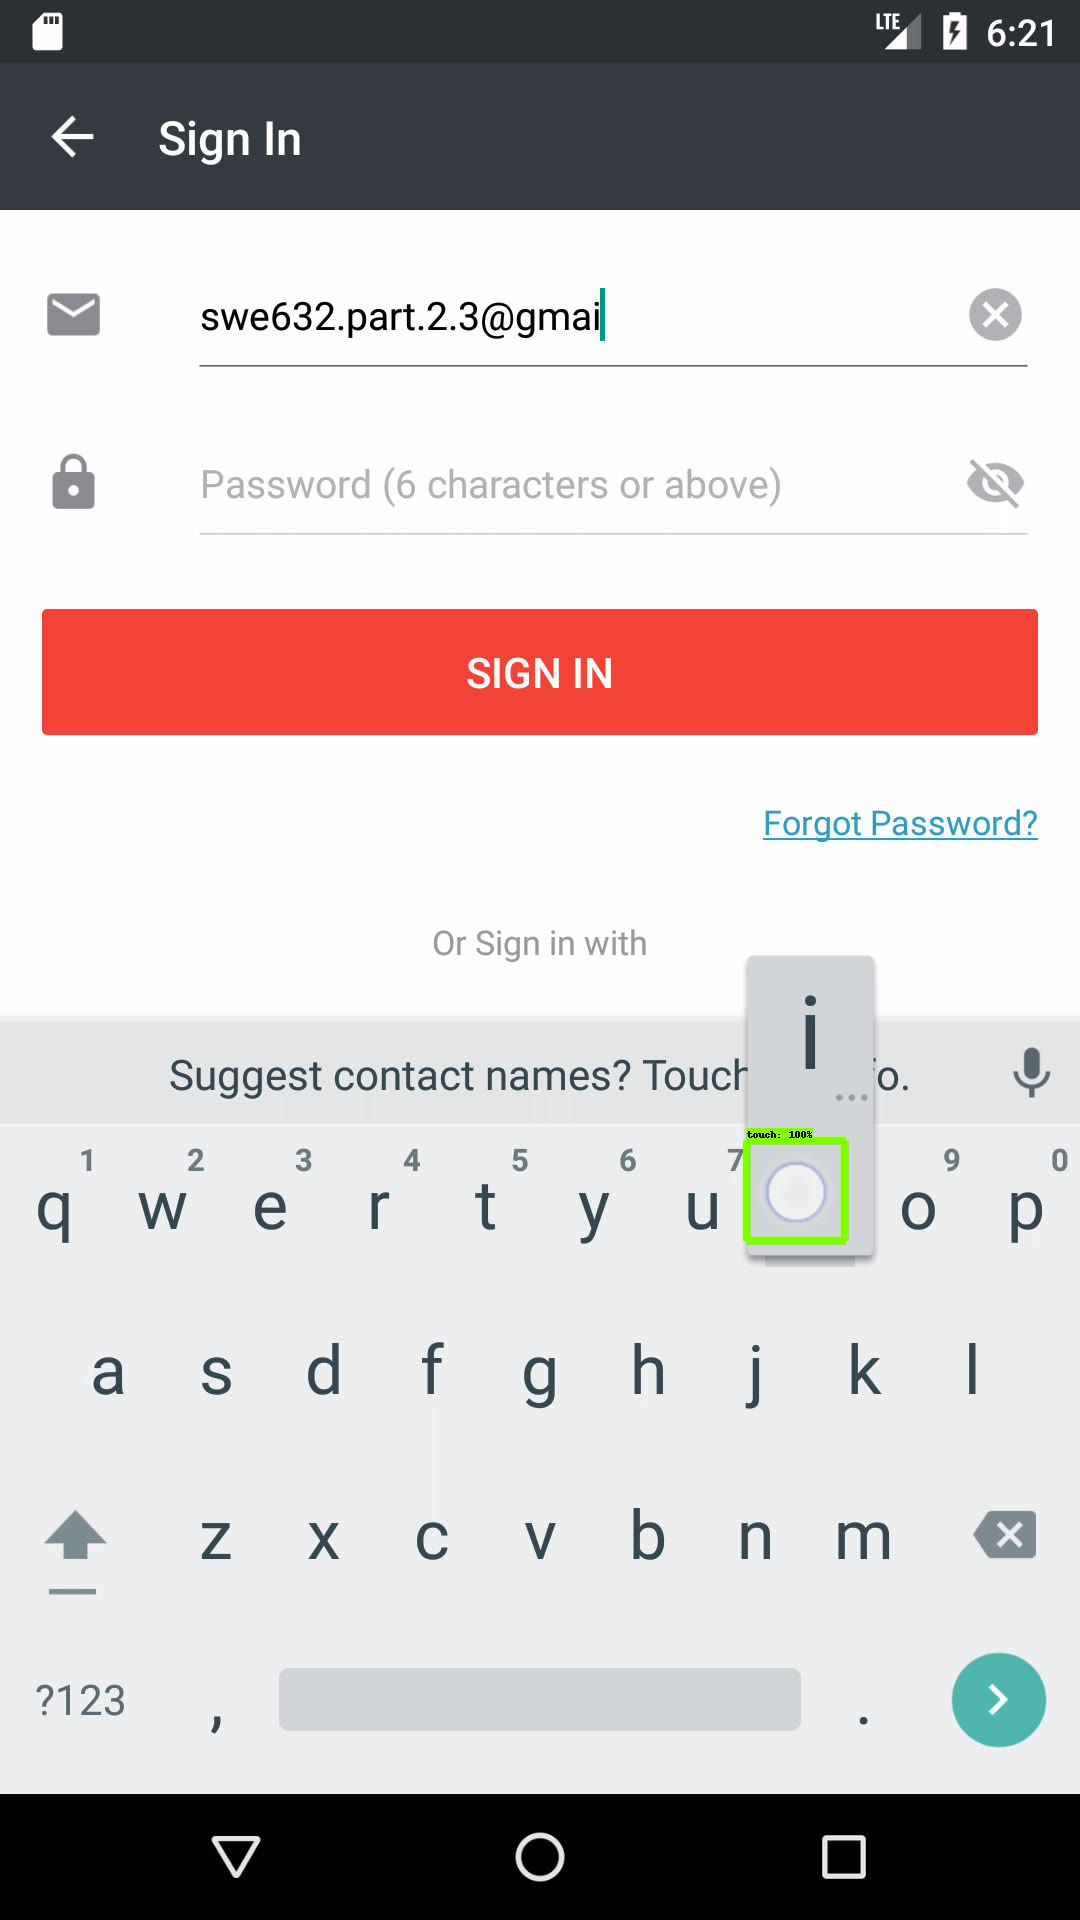 LTE 6:21
Sign In
swe632.part.2.3@gmai
Password (6 characters or above)
SIGN IN
Forgot Password?
Or Sign in with
i
...
Suggest contact names? Touch o.
touch: 100%
1 2 3 4 5 6 7 9 0
q w e r t y u o p
a s d f g h j k l
z x c v b n m
?123 , .